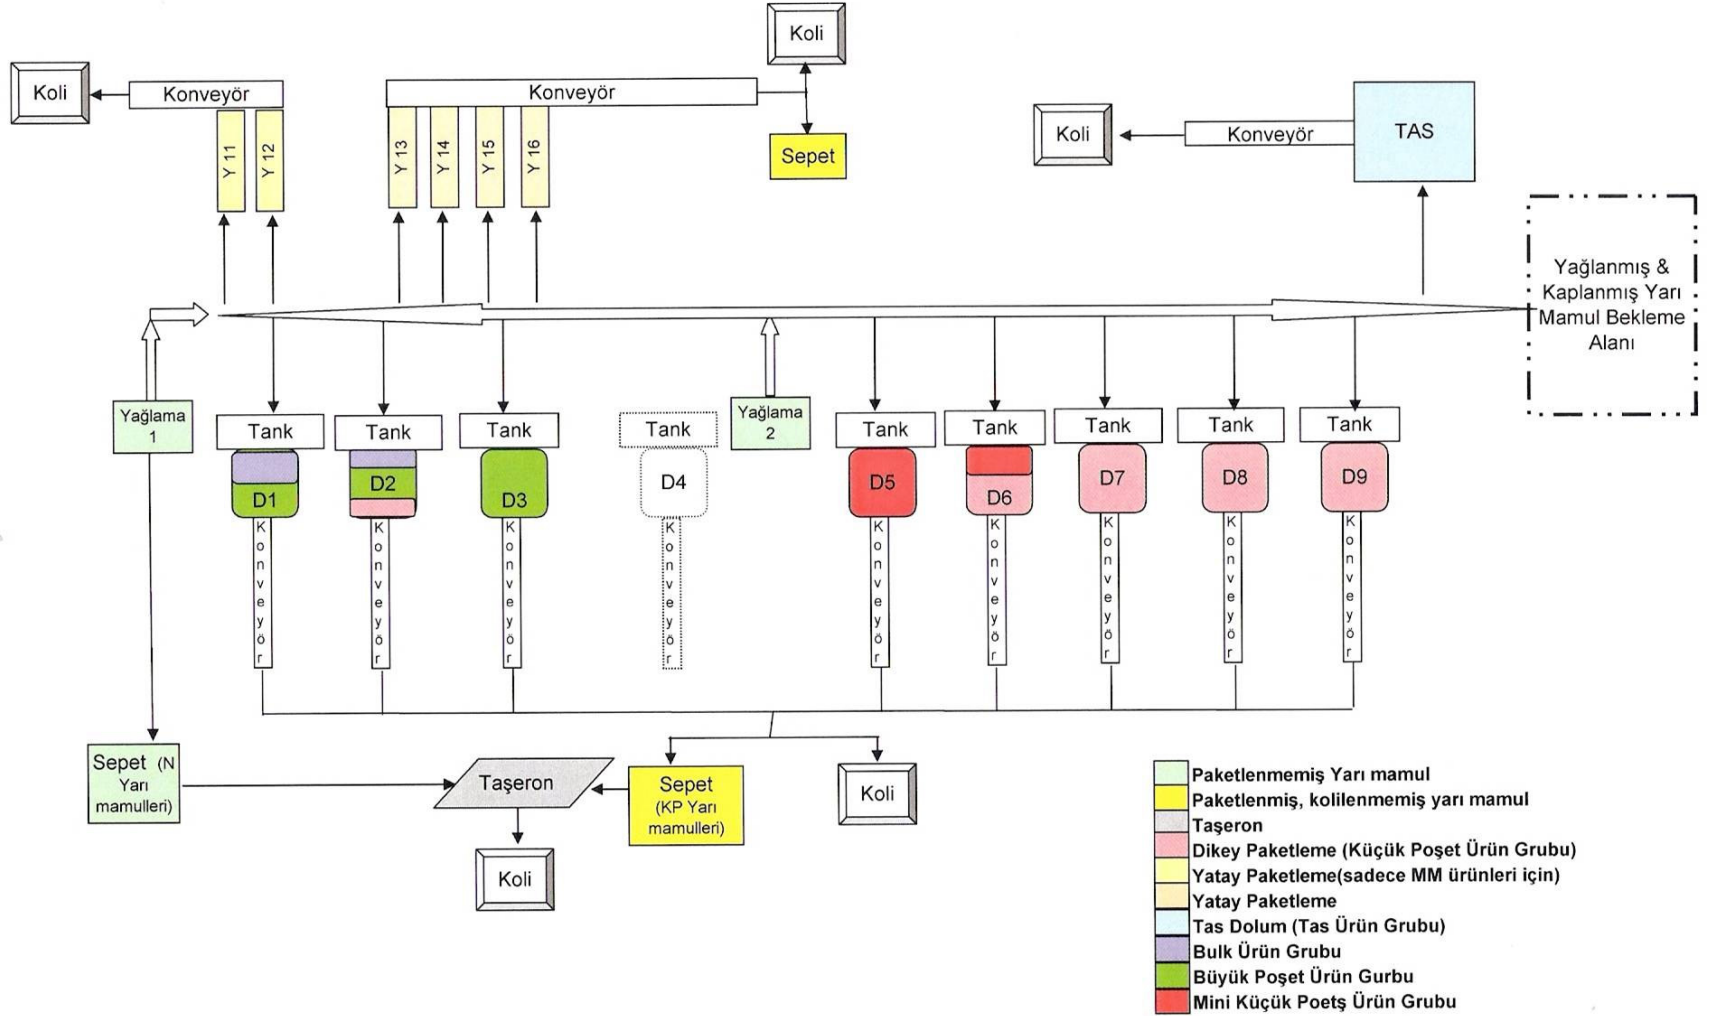 Koli
Konveyör
Konveyör
Koli
Sepet
Koli
Konveyör
TAS
Y 11
Y 12
Y 13
Y 14
Y 15
Y 16
Yağlanmış &
Kaplanmış Yarı
Mamul Bekleme
Alanı
Yağlama
1
Yağlama
2
Tank
Tank
Tank
Tank
Tank
Tank
Tank
Tank
Tank
D1
D2
D3
D4
D5
D6
D7
D8
D9
Konveyör
Konveyör
Konveyör
Konveyör
Konveyör
Konveyör
Konveyör
Konveyör
Konveyör
Sepet (N
Yarı
mamulleri)
Taşeron
Sepet
(KP Yarı
mamulleri)
Koli
Koli
Paketlenmemiş Yarı mamul
Paketlenmiş, kolilenmemiş yarı mamul
Taşeron
Dikey Paketleme (Küçük Poşet Ürün Grubu)
Yatay Paketleme(sadece MM ürünleri için)
Yatay Paketleme
Tas Dolum (Tas Ürün Grubu)
Bulk Ürün Grubu
Büyük Poşet Ürün Gurbu
Mini Küçük Poetş Ürün Grubu